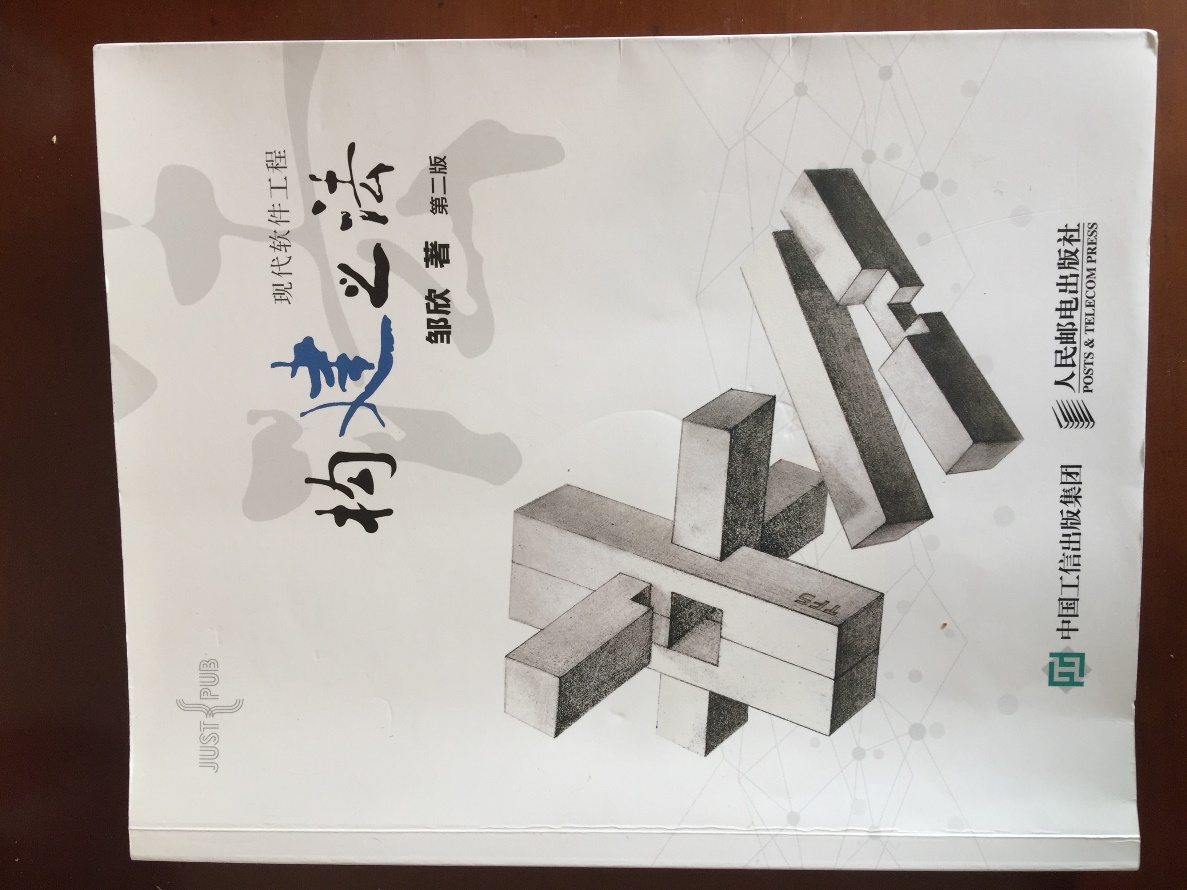 JUST PUB
现代软件工程
构建之法
邹欣 著 第二版
TFS
中国工信出版集团
人民邮电出版社
POSTS & TELECOM PRESS